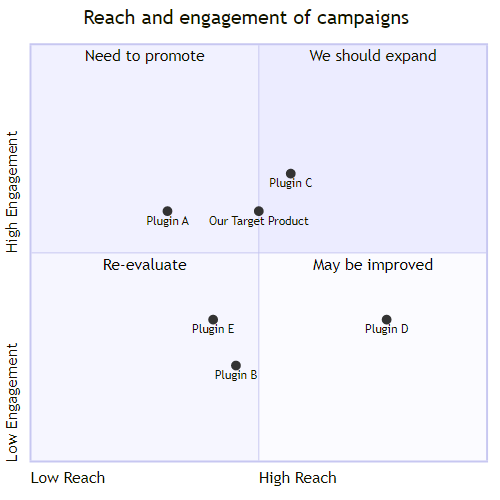 Reach and engagement of campaigns
Need to promote
We should expand
High Engagement
Plugin C
Plugin A
Our Target Product
Re-evaluate
May be improved
Plugin E
Plugin D
Low Engagement
Plugin B
Low Reach
High Reach